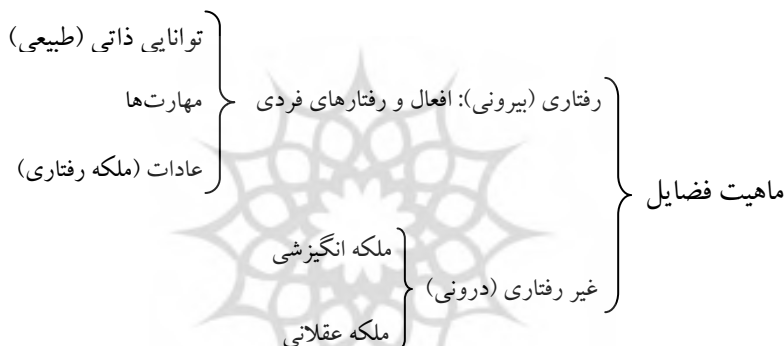 ماهیت فضایل
رفتاری (بیرونی): افعال و رفتارهای فردی
توانایی ذاتی (طبیعی)
مهارت‌ها
عادات (ملکه رفتاری)
غیر رفتاری (درونی)
ملکه انگیزشی
ملکه عقلانی